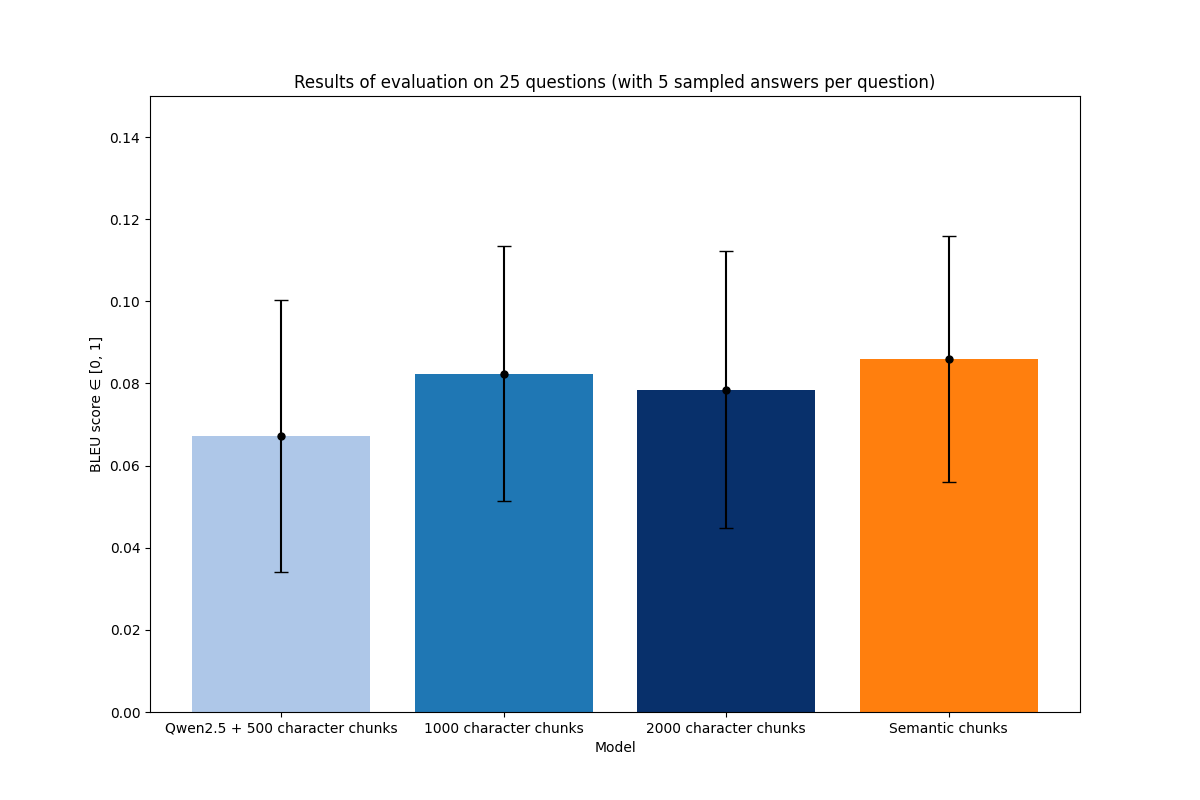 Results of evaluation on 25 questions (with 5 sampled answers per question)
BLEU score ∈ [0, 1]
0.14
0.12
0.10
0.08
0.06
0.04
0.02
0.00
Qwen2.5 + 500 character chunks
1000 character chunks
2000 character chunks
Semantic chunks
Model